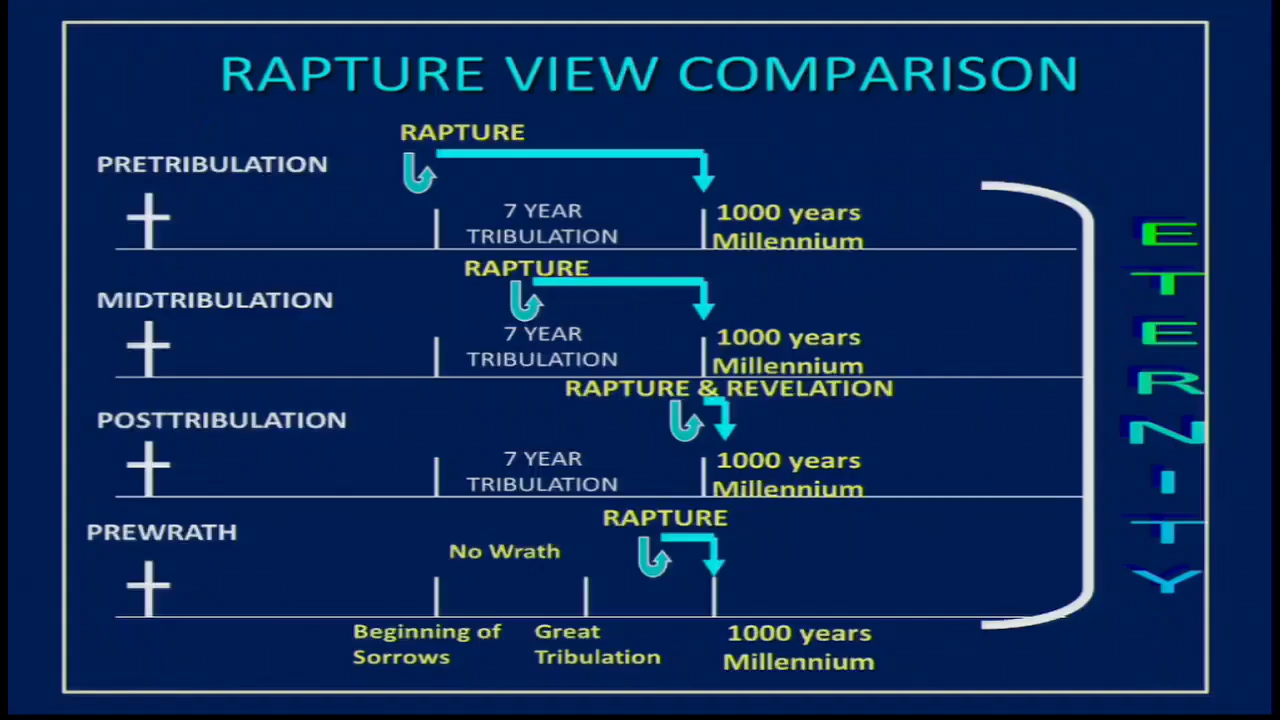 RAPTURE VIEW COMPARISON
RAPTURE
PRETRIBULATION
7 YEAR
TRIBULATION
1000 years
Millennium
RAPTURE
MIDTRIBULATION
7 YEAR
TRIBULATION
1000 years
Millennium
RAPTURE & REVELATION
POSTTRIBULATION
7 YEAR
TRIBULATION
1000 years
Millennium
RAPTURE
PREWRATH
No Wrath
Beginning of
Sorrows
Great
Tribulation
1000 years
Millennium
ETERNITY